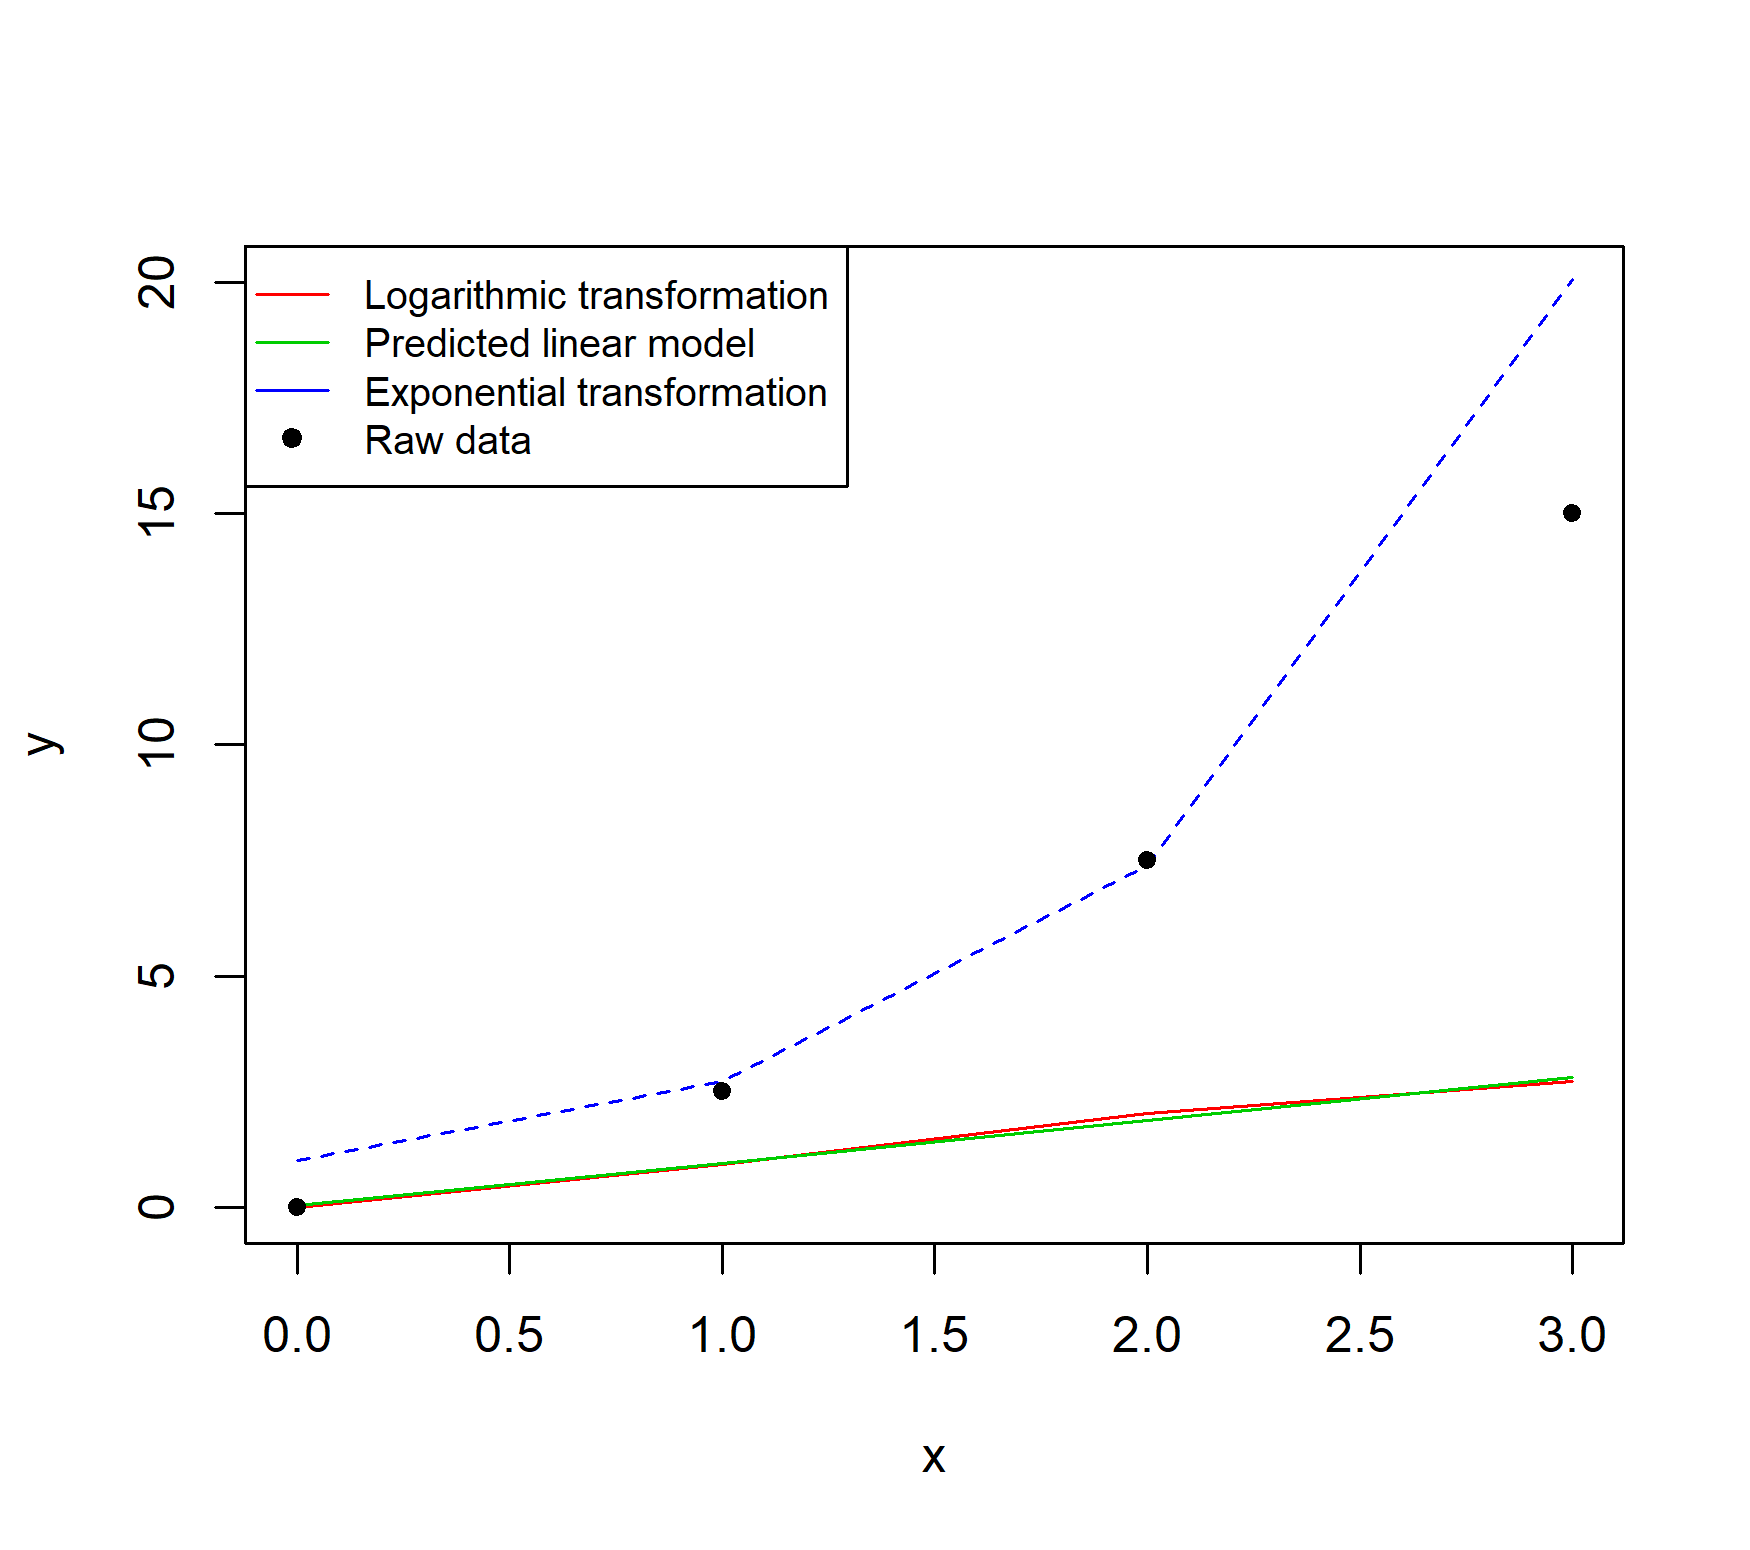 Logarithmic transformation
Predicted linear model
Exponential transformation
Raw data
20
15
10
5
0
y
0.0 0.5 1.0 1.5 2.0 2.5 3.0
x